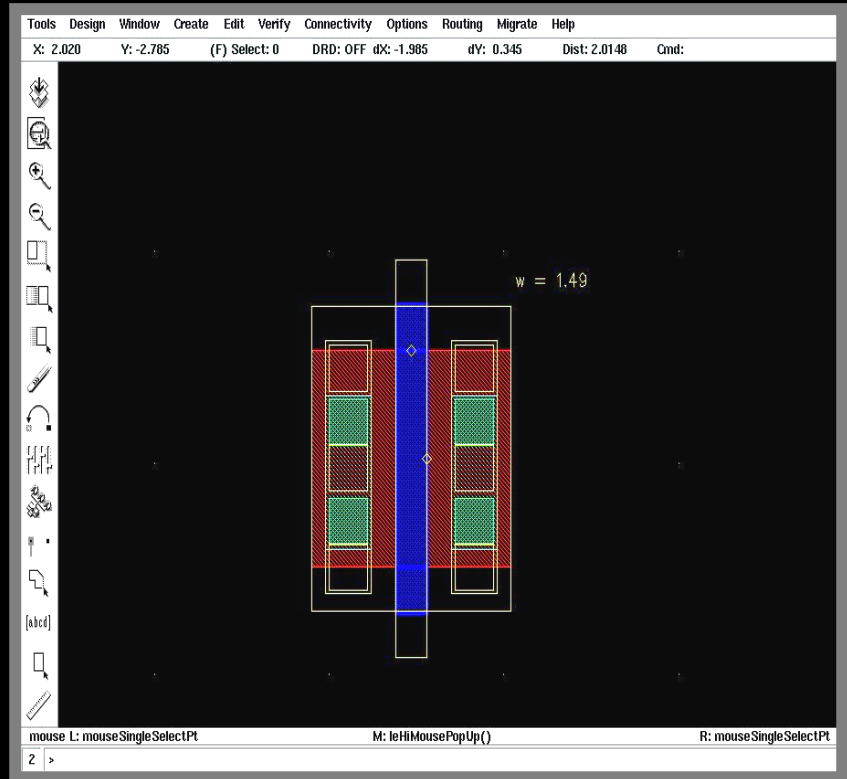 Tools Design Window Create Edit Verify Connectivity Options Routing Migrate Help
X: 2.020 Y: -2.785 (F) Select: 0 DRD: OFF dX: -1.985 dY: 0.345 Dist: 2.0148 Cmd:
w = 1.49
[abcd]
mouse L: mouseSingleSelectPt M: leHiMousePopUp() R: mouseSingleSelectPt
2 >